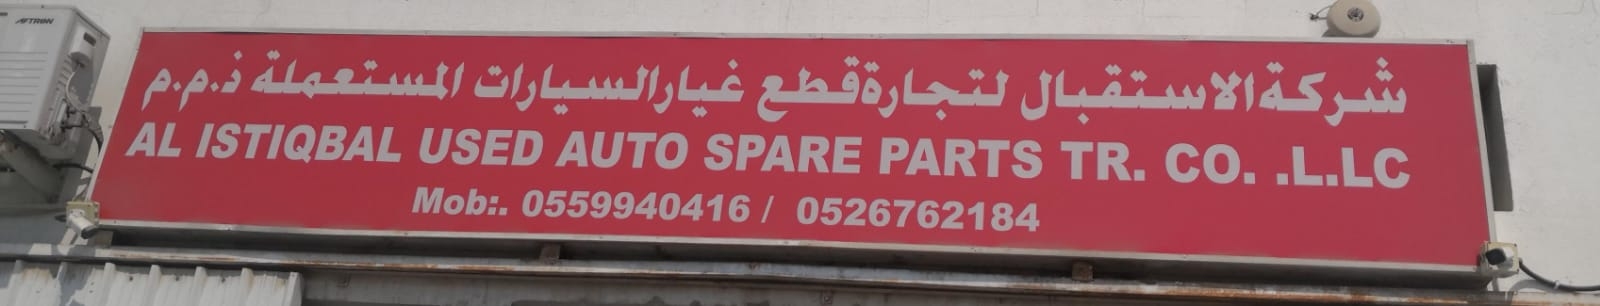 AFTRON
شركة الاستقبال لتجارة قطع غيار السيارات المستعملة ذ.م.م
AL ISTIQBAL USED AUTO SPARE PARTS TR. CO. .L.LC
Mob:. 0559940416 / 0526762184